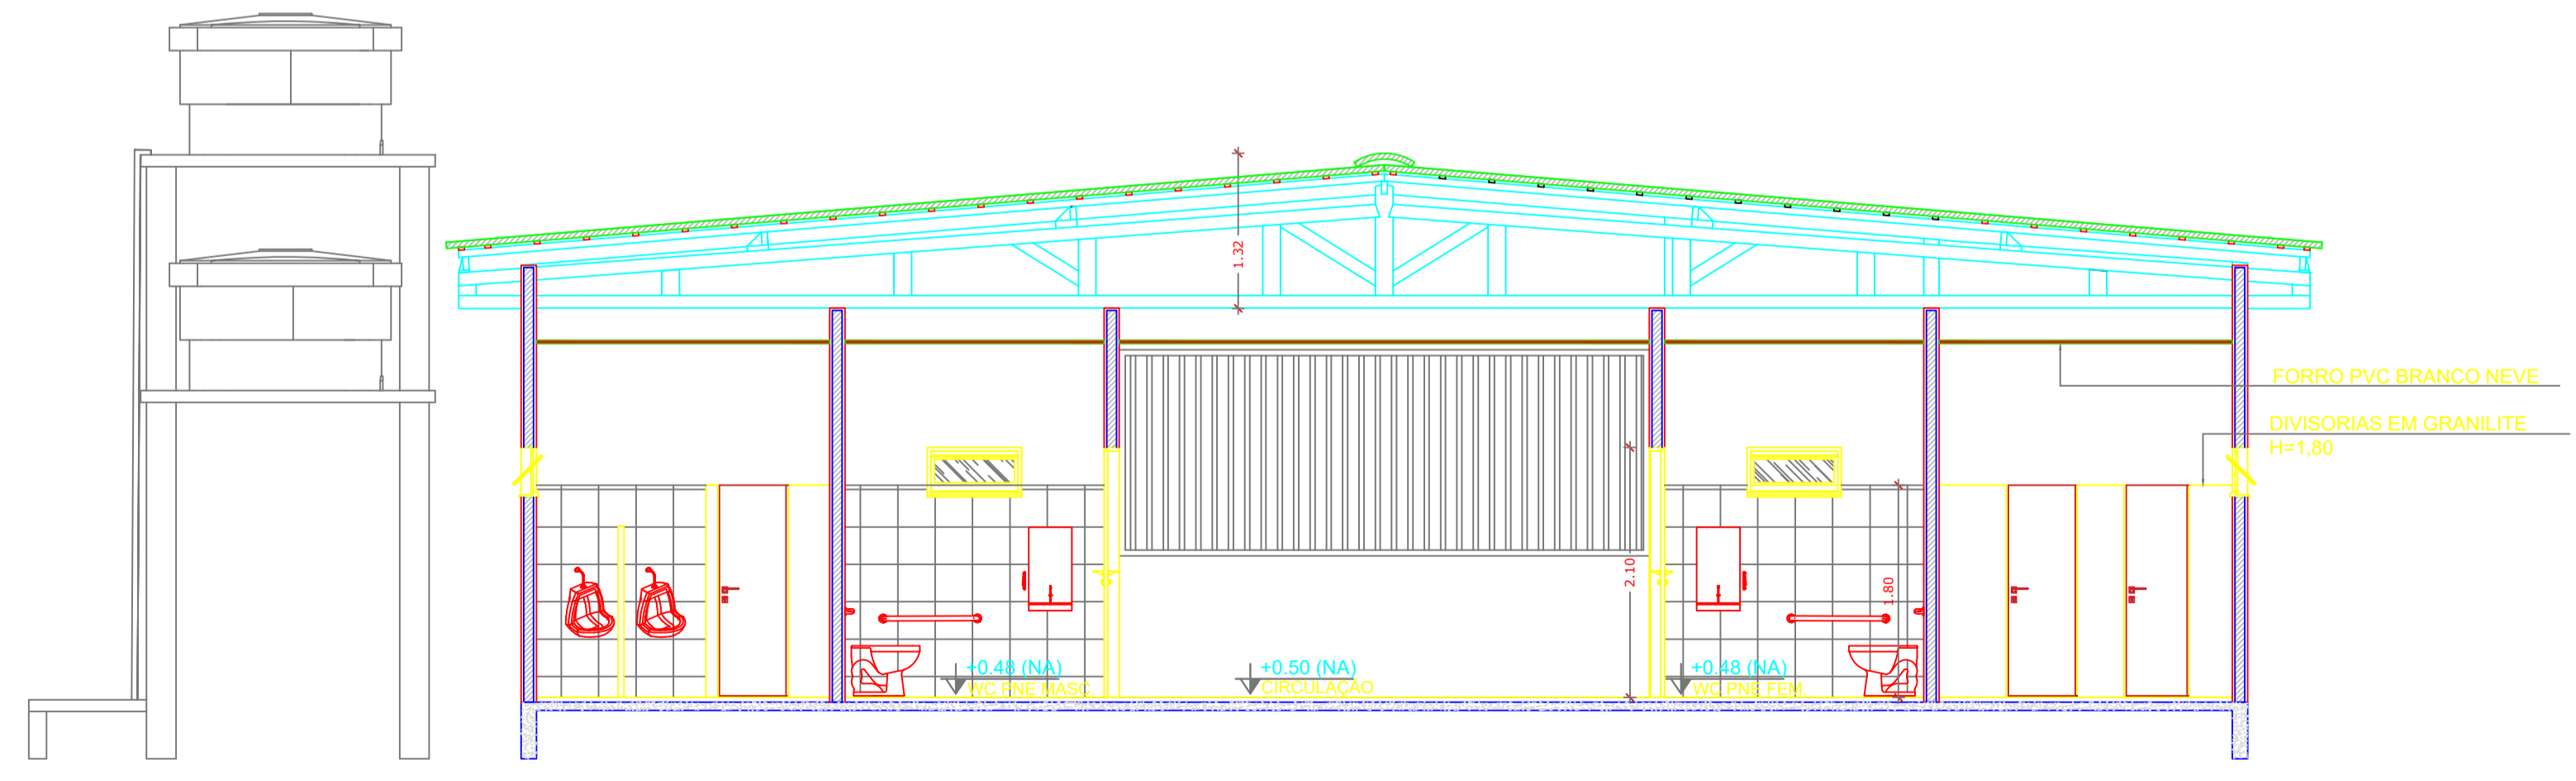 1.32
FORRO PVC BRANCO NEVE
DIVISORIAS EM GRANILITE
H=1,80
2.10
1.80
+0.48 (NA)
WC PNE MASC.
+0.50 (NA)
CIRCULAÇAO
+0.48 (NA)
WC PNE FEM.